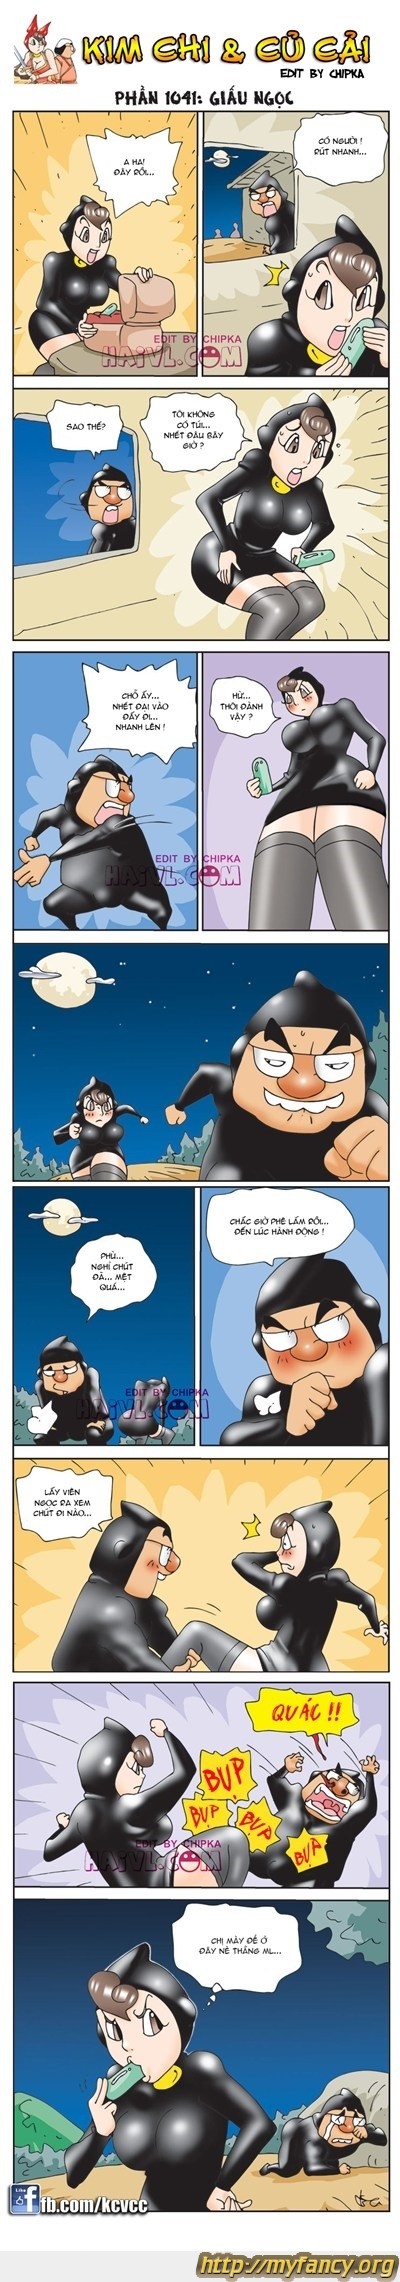 KIM CHI & CỦ CẢI
EDIT BY CHIPKA
PHẦN 1041: GIẤU NGỌC
A HA!
ĐÂY RỒI...
CÓ NGƯỜI !
RÚT NHANH...
EDIT BY CHIPKA
HAIVL.COM
SAO THẾ?
TÔI KHÔNG
CÓ TÚI...
NHÉT ĐÂU BÂY
GIỜ ?
CHỖ ẤY...
NHÉT ĐẠI VÀO
ĐẤY ĐI...
NHANH LÊN !
HỪ...
THÔI ĐÀNH
VẬY ?
EDIT BY CHIPKA
HAIVL.COM
PHÙ...
NGHỈ CHÚT
ĐÃ... MỆT
QUÁ...
CHẮC GIỜ PHÊ LẮM RỒI...
ĐẾN LÚC HÀNH ĐỘNG !
EDIT BY CHIPKA
HAIVL.COM
LẤY VIÊN
NGỌC RA XEM
CHÚT ĐI NÀO...
QUÁC !!
BỤP
BỤP
BỤP
BỤP
EDIT BY CHIPKA
HAIVL.COM
CHỊ MÀY ĐỂ Ở
ĐÂY NÈ THẰNG ML...
Like
fb.com/kcvcc
http://myfancy.org